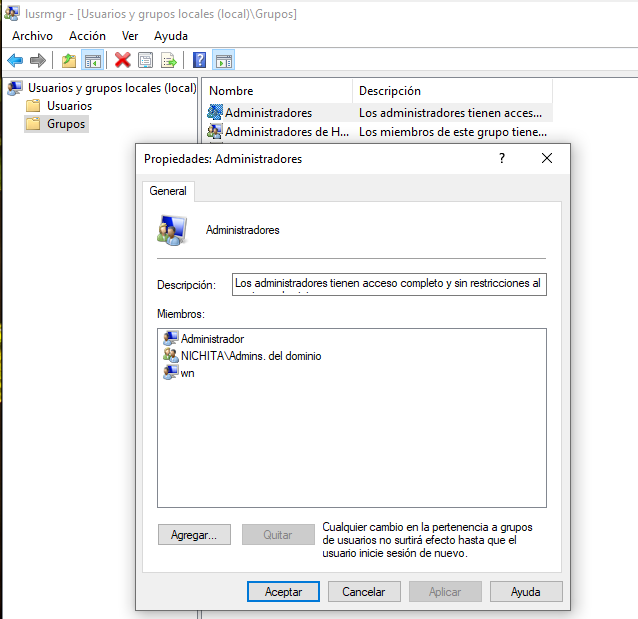 lusrmgr - [Usuarios y grupos locales (local)\Grupos]
Archivo Acción Ver Ayuda
Usuarios y grupos locales (local)
Usuarios
Grupos
Nombre Descripción
Administradores Los administradores tienen acces...
Administradores de H... Los miembros de este grupo tiene...
Propiedades: Administradores ?
General
Administradores
Descripción: Los administradores tienen acceso completo y sin restricciones al
Miembros:
Administrador
NICHITA\Admins. del dominio
wn
Agregar... Quitar
Cualquier cambio en la pertenencia a grupos
de usuarios no surtirá efecto hasta que el
usuario inicie sesión de nuevo.
Aceptar Cancelar Aplicar Ayuda